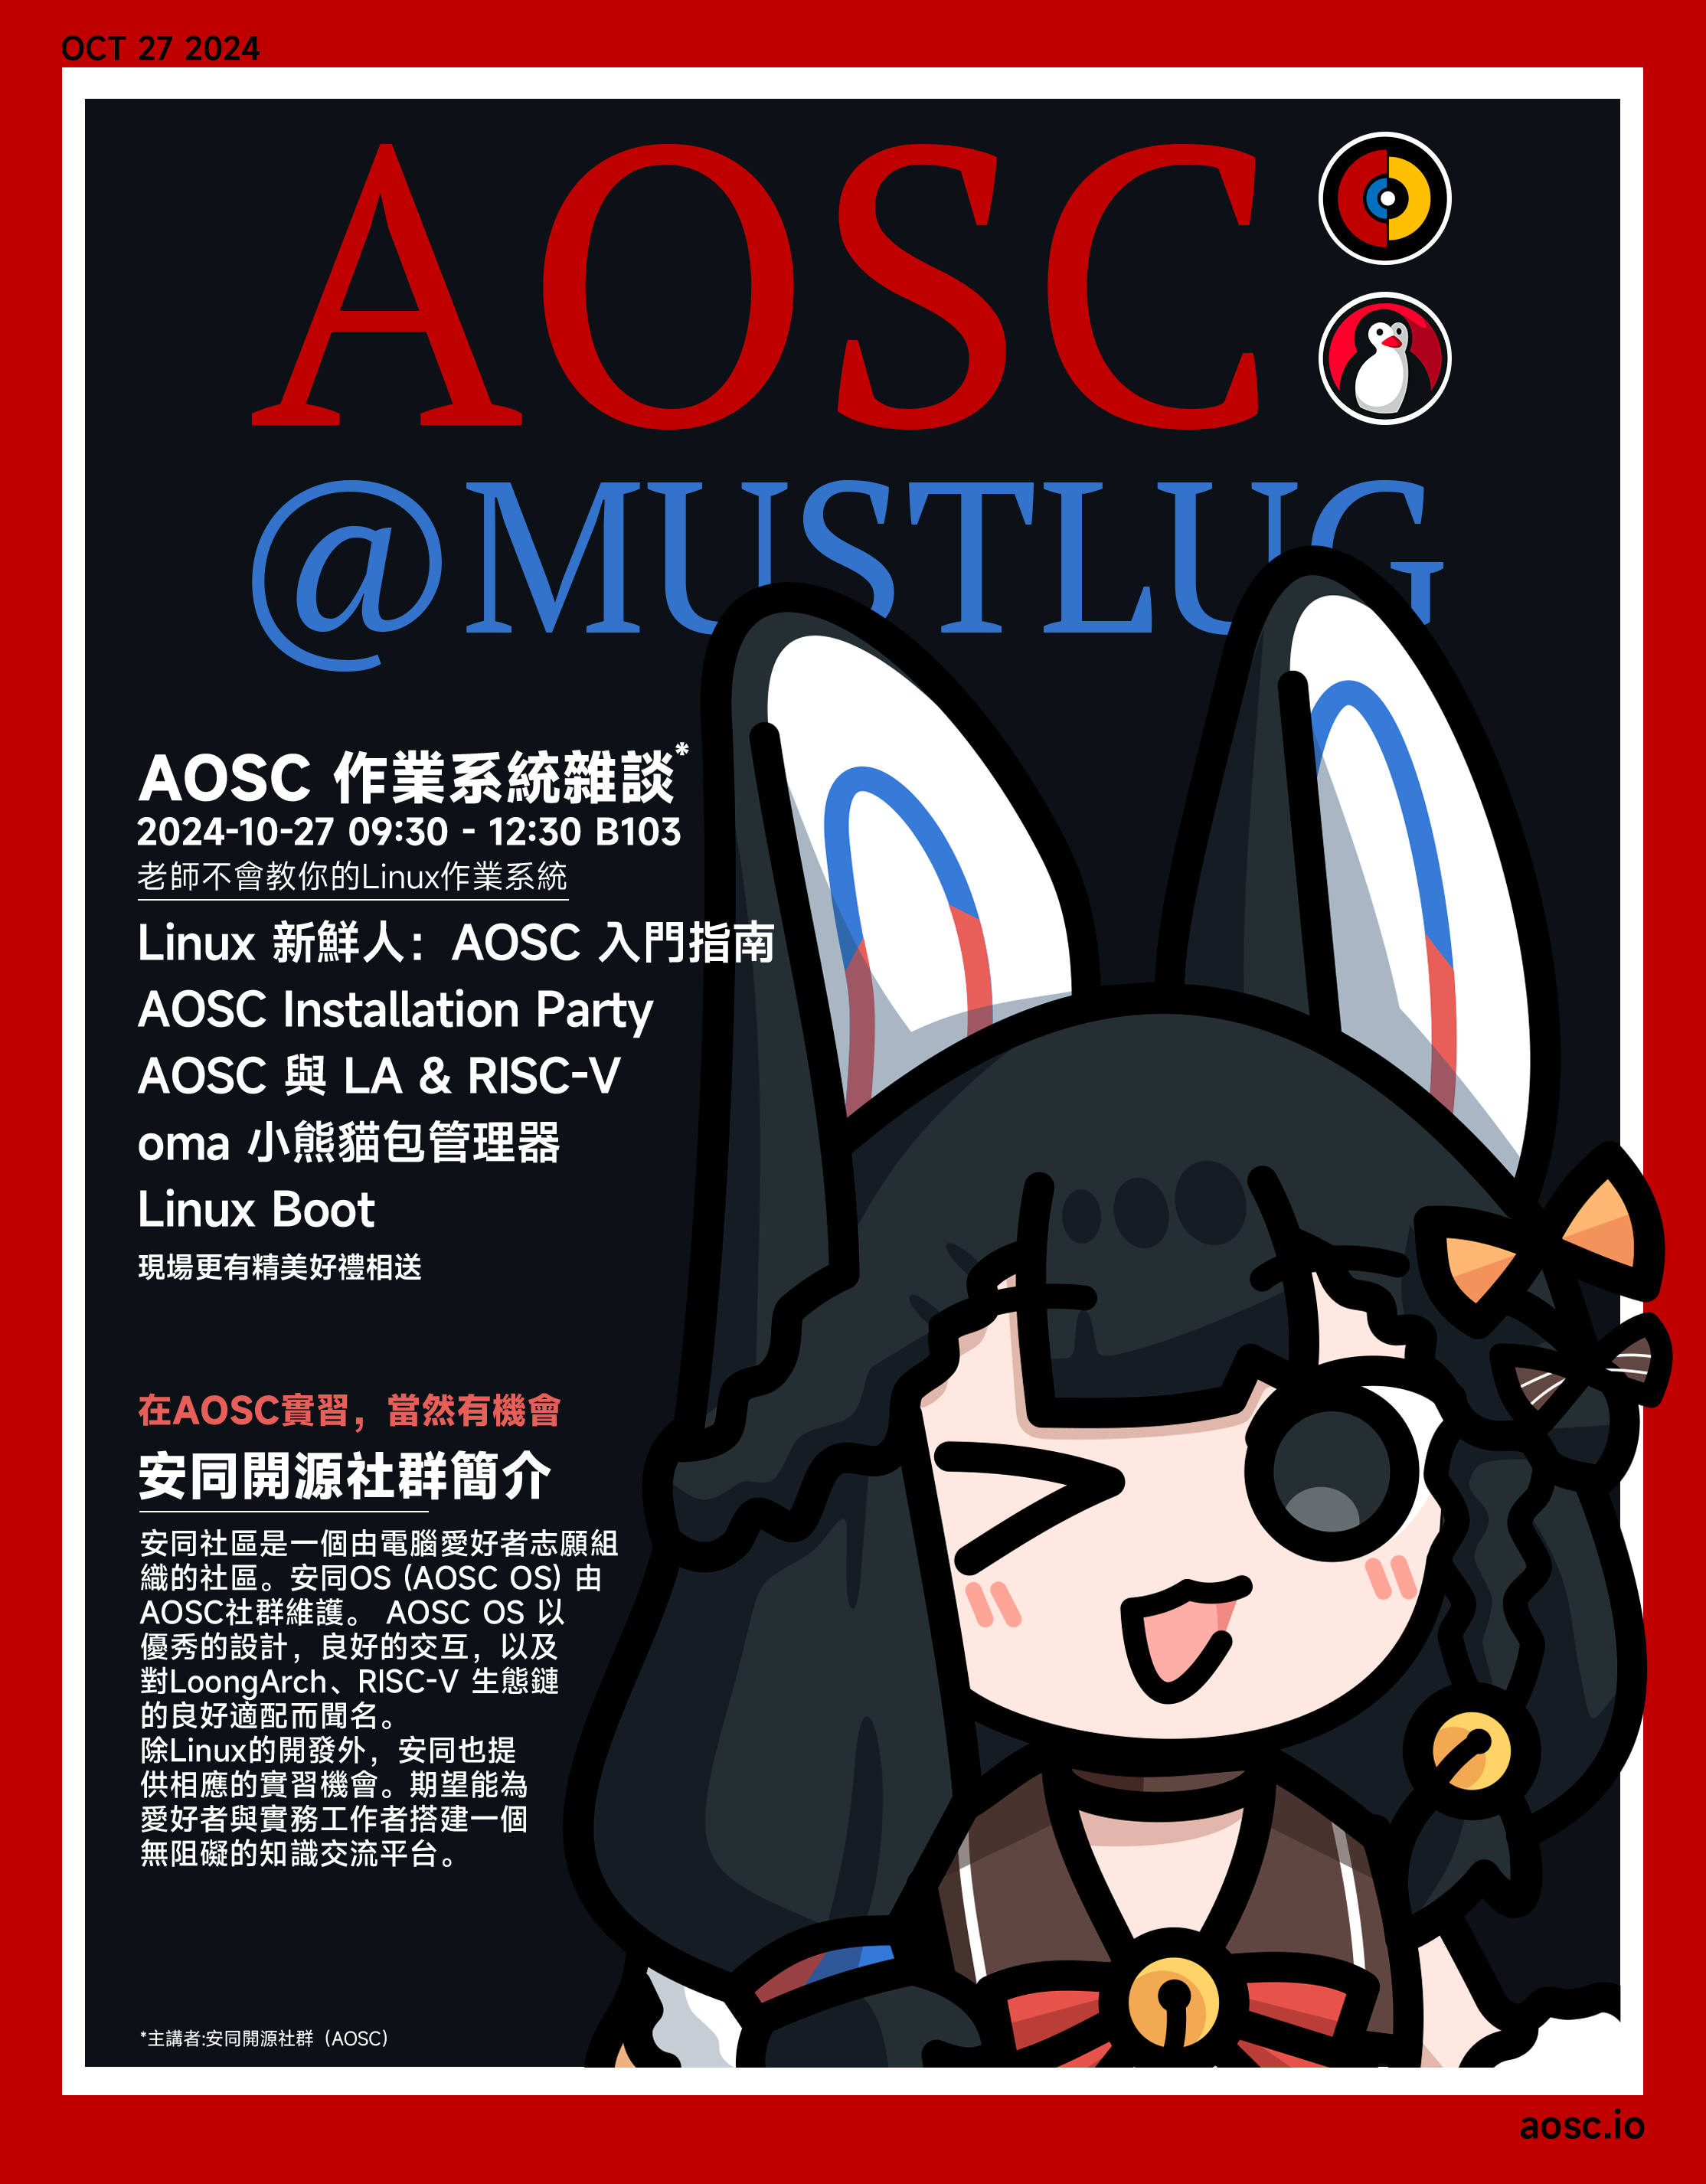 OCT 27 2024
AOSC
@MUSTLUG
AOSC 作業系統雜談*
2024-10-27 09:30 - 12:30 B103
老師不會教你的Linux作業系統
Linux 新鮮人：AOSC 入門指南
AOSC Installation Party
AOSC 與 LA & RISC-V
oma 小熊貓包管理器
Linux Boot
現場更有精美好禮相送
在AOSC實習，當然有機會
安同開源社群簡介
安同社區是一個由電腦愛好者志願組
織的社區。安同OS (AOSC OS) 由
AOSC社群維護。 AOSC OS 以
優秀的設計，良好的交互，以及
對LoongArch、RISC-V 生態鏈
的良好適配而聞名。
除Linux的開發外，安同也提
供相應的實習機會。期望能為
愛好者與實務工作者搭建一個
無阻礙的知識交流平台。
*主講者:安同開源社群（AOSC）
aosc.io